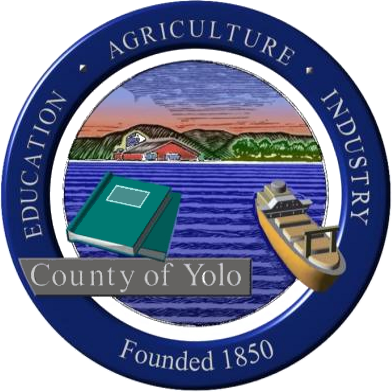 EDUCATION • AGRICULTURE • INDUSTRY
County of Yolo
Founded 1850